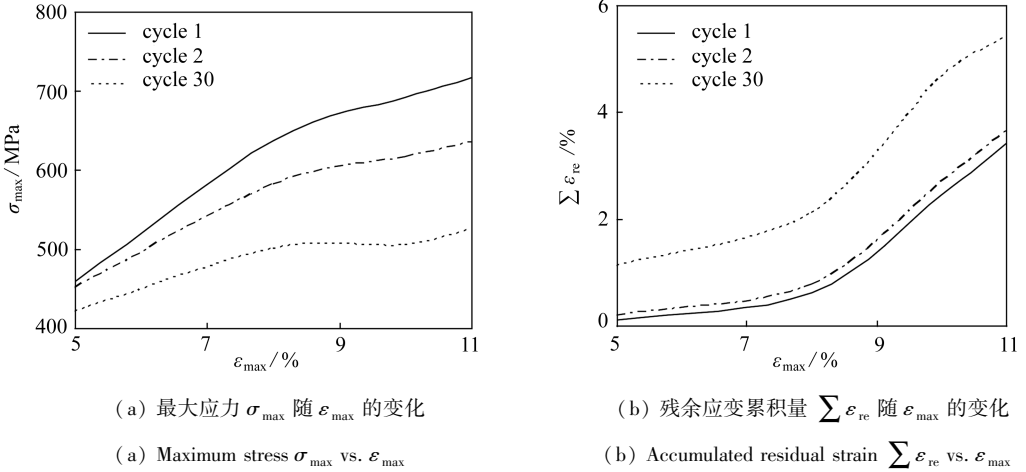 800
700
600
500
400
σmax/MPa
cycle 1
cycle 2
cycle 30
5
7
9
11
εmax/%
(a) 最大应力 σmax 随 εmax 的变化
(a) Maximum stress σmax vs. εmax
6
4
2
0
∑ εre /%
cycle 1
cycle 2
cycle 30
5
7
9
11
εmax/%
(b) 残余应变累积量 ∑ εre 随 εmax 的变化
(b) Accumulated residual strain ∑ εre vs. εmax